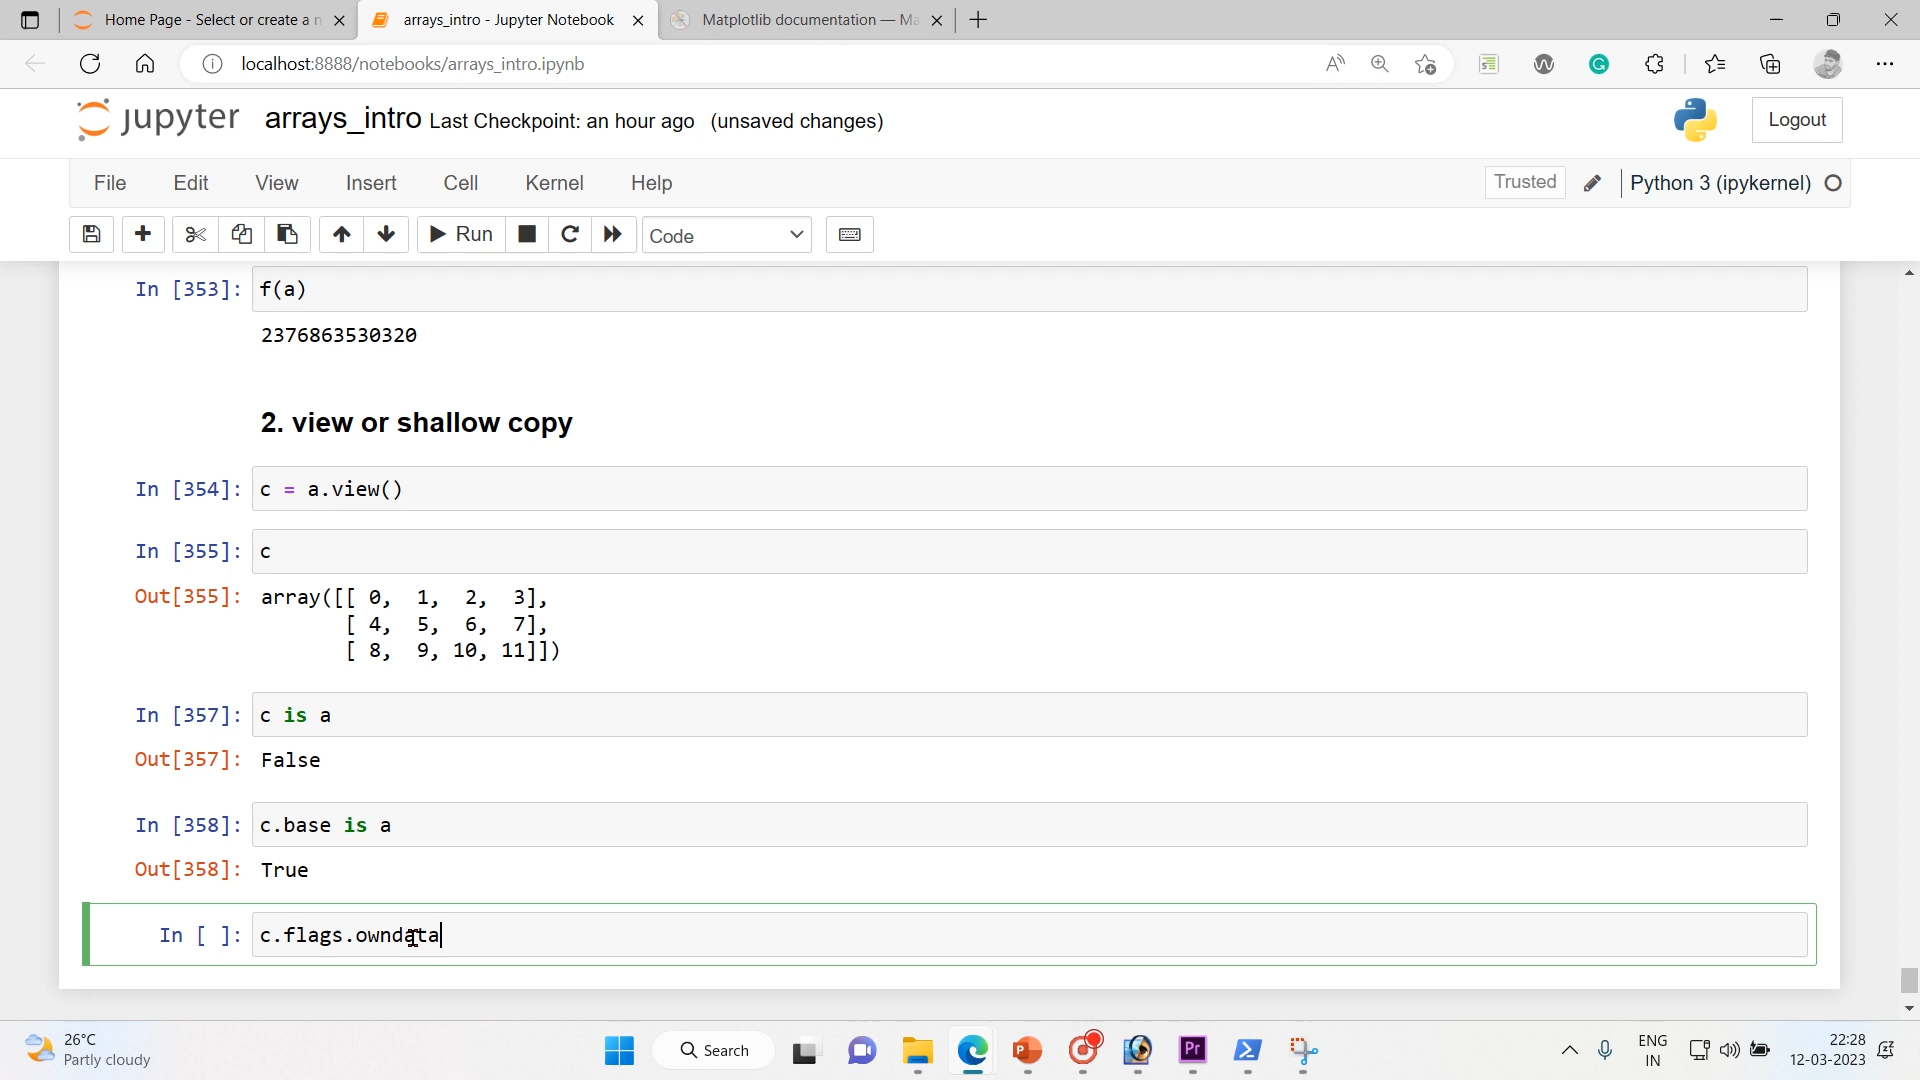 Home Page - Select or create a n
arrays_intro - Jupyter Notebook
Matplotlib documentation — Ma
localhost:8888/notebooks/arrays_intro.ipynb
jupyter arrays_intro Last Checkpoint: an hour ago (unsaved changes)
Logout
File Edit View Insert Cell Kernel Help
Trusted Python 3 (ipykernel)
Run Code
In [353]: f(a)
2376863530320
2. view or shallow copy
In [354]: c = a.view()
In [355]: c
Out[355]: array([[ 0, 1, 2, 3],
[ 4, 5, 6, 7],
[ 8, 9, 10, 11]])
In [357]: c is a
Out[357]: False
In [358]: c.base is a
Out[358]: True
In [ ]: c.flags.owndata
26°C
Partly cloudy
Search
Pr
ENG
IN
22:28
12-03-2023